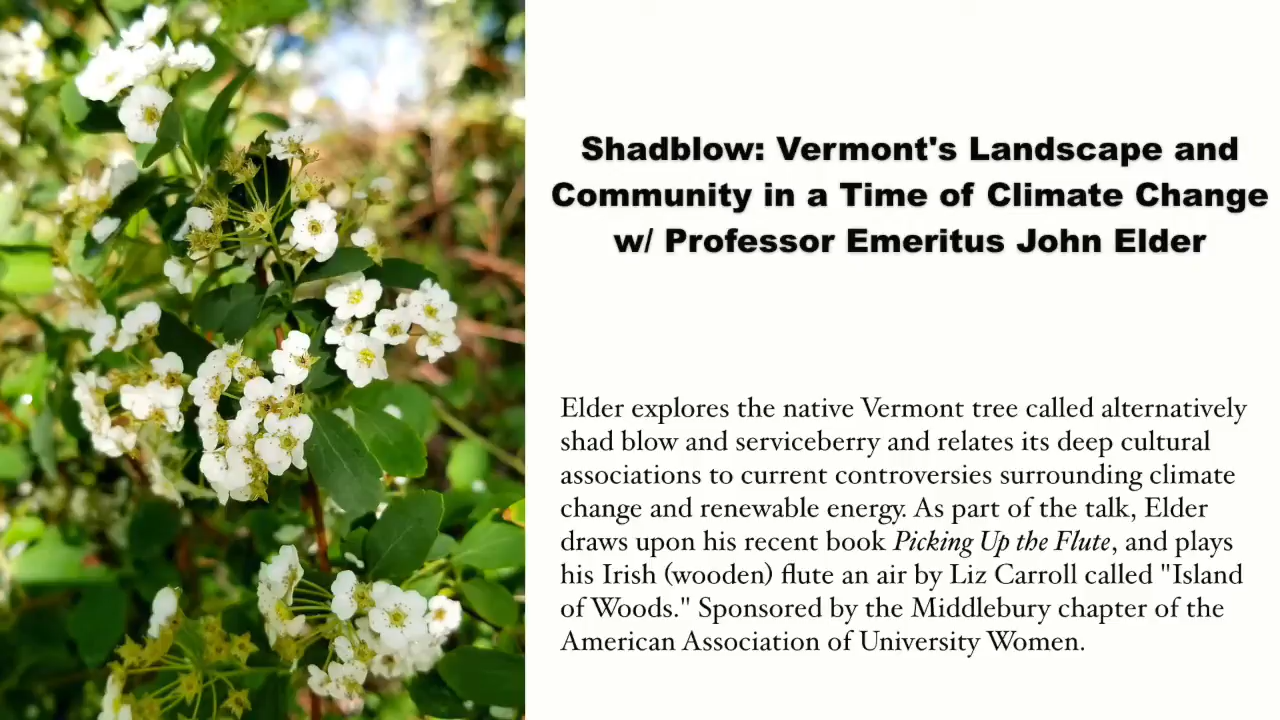 Shadblow: Vermont's Landscape and
Community in a Time of Climate Change
w/ Professor Emeritus John Elder
Elder explores the native Vermont tree called alternatively
shad blow and serviceberry and relates its deep cultural
associations to current controversies surrounding climate
change and renewable energy. As part of the talk, Elder
draws upon his recent book Picking Up the Flute, and plays
his Irish (wooden) flute an air by Liz Carroll called "Island
of Woods." Sponsored by the Middlebury chapter of the
American Association of University Women.